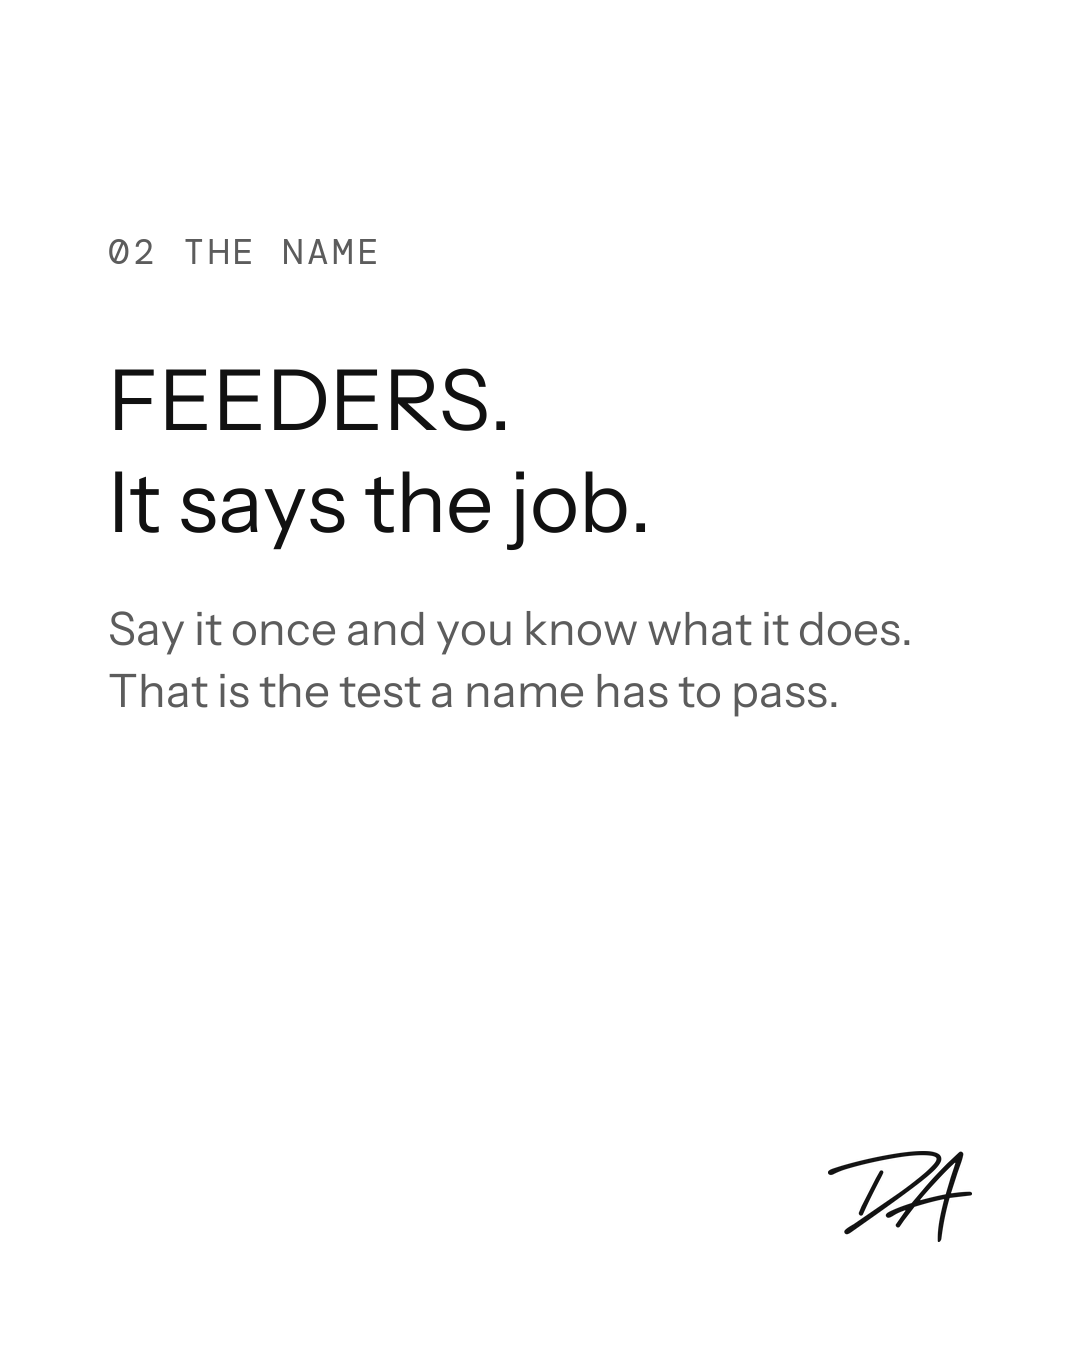 02 THE NAME
FEEDERS.
It says the job.
Say it once and you know what it does.
That is the test a name has to pass.
DA